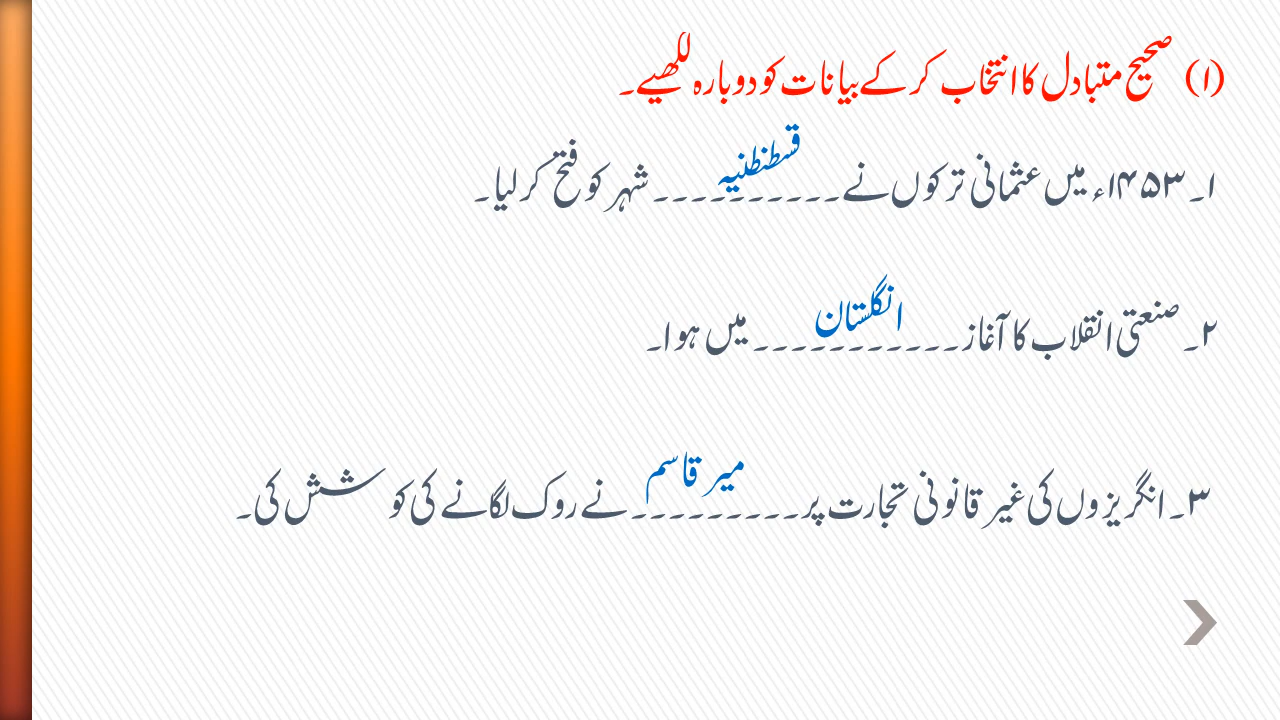 (۱) صحیح متبادل کا انتخاب کر کے بیانات کو دوبارہ لکھیے۔
۱۔ ۱۴۵۳ء میں عثمانی ترکوں نے ۔۔۔۔۔۔۔۔۔۔ شہر کو فتح کر لیا۔
قسطنطنیہ
۲۔ صنعتی انقلاب کا آغاز ۔۔۔۔۔۔۔۔۔۔۔ میں ہوا۔
انگلستان
۳۔ انگریزوں کی غیر قانونی تجارت پر ۔۔۔۔۔۔۔۔۔ نے روک لگانے کی کوشش کی۔
میر قاسم